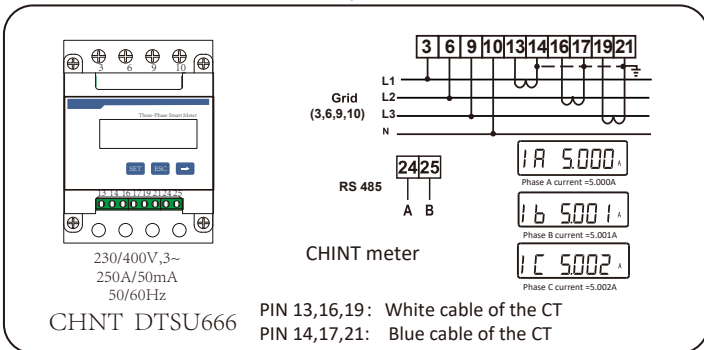 3 6 9 10
Three-Phase Smart Meter
SET ESC
13 14 16 17 19 21 24 25
230/400V,3~
250A/50mA
50/60Hz
CHNT DTSU666
3 6 9 10 13 14 16 17 19 21
L1
L2
L3
N
Grid
(3,6,9,10)
24 25
RS 485
A B
CHINT meter
IA 5.000 A
Phase A current =5.000A
Ib 5.001 A
Phase B current =5.001A
IC 5.002 A
Phase C current =5.002A
PIN 13,16,19: White cable of the CT
PIN 14,17,21: Blue cable of the CT